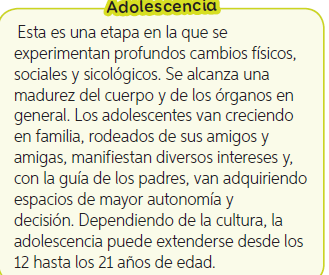 Adolescencia
Esta es una etapa en la que se
experimentan profundos cambios físicos,
sociales y sicológicos. Se alcanza una
madurez del cuerpo y de los órganos en
general. Los adolescentes van creciendo
en familia, rodeados de sus amigos y
amigas, manifiestan diversos intereses y,
con la guía de los padres, van adquiriendo
espacios de mayor autonomía y
decisión. Dependiendo de la cultura, la
adolescencia puede extenderse desde los
12 hasta los 21 años de edad.